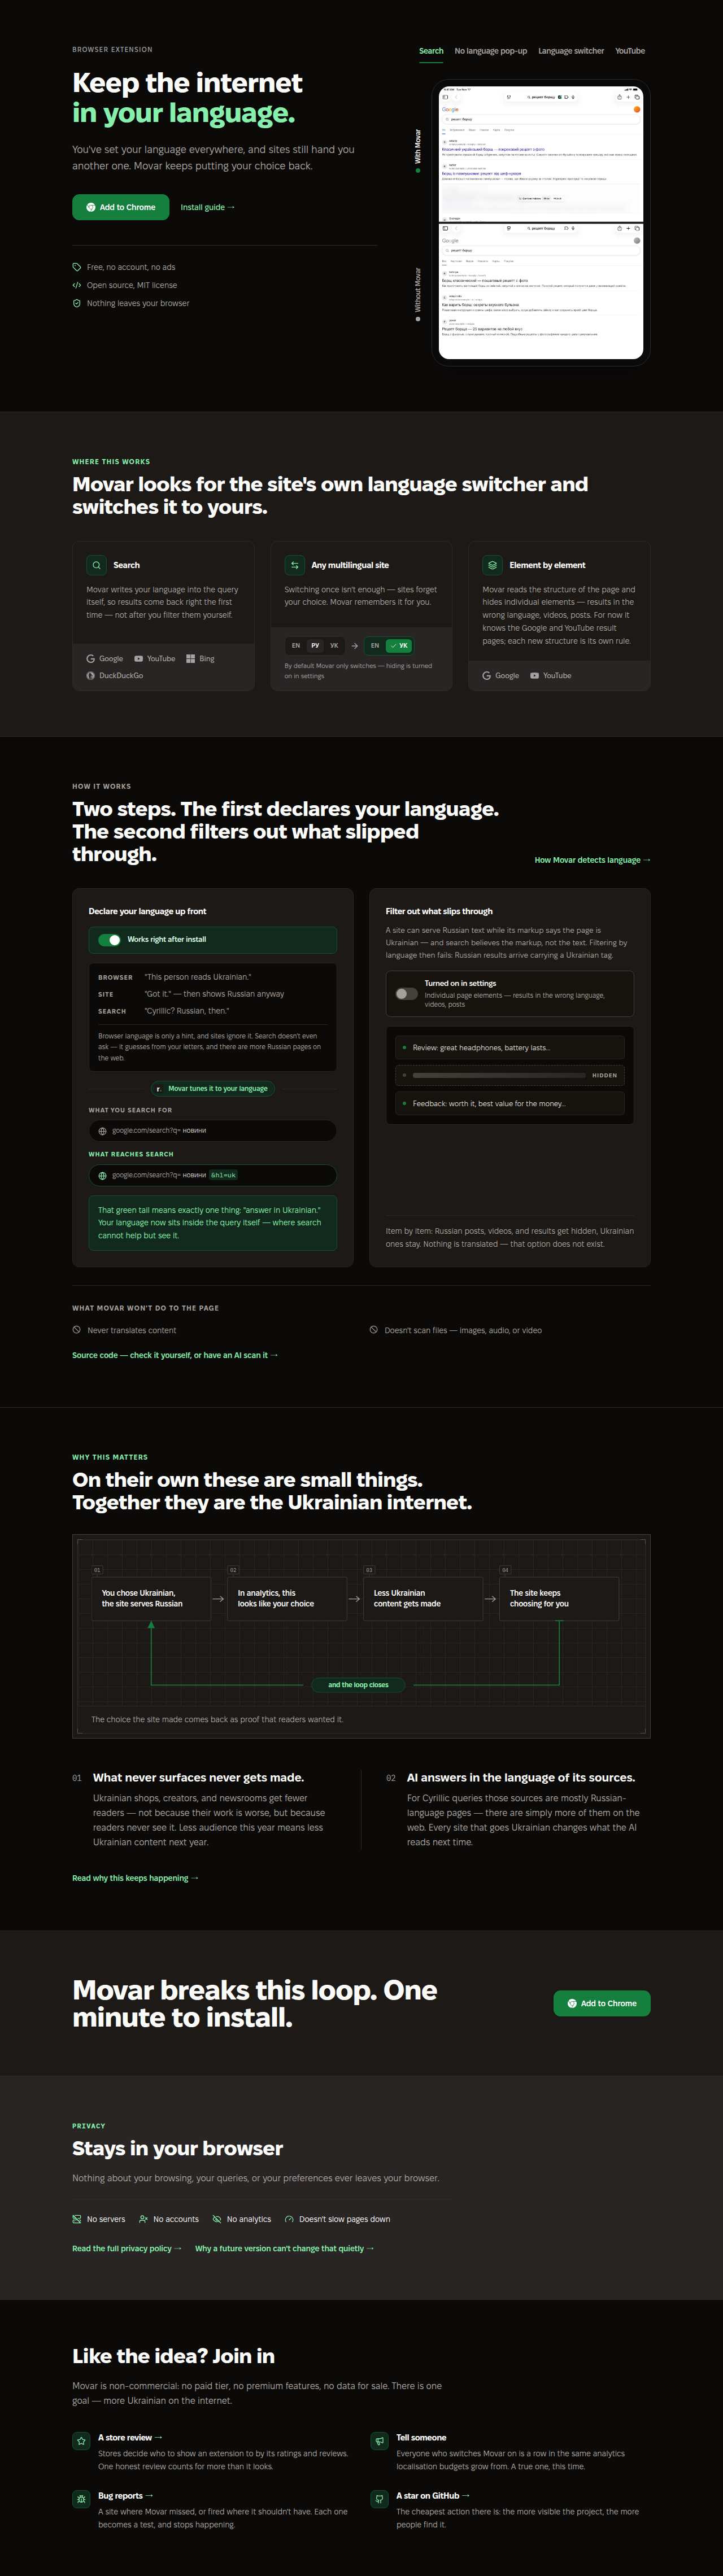 BROWSER EXTENSION
Keep the internet
in your language.
You've set your language everywhere, and sites still hand you
another one. Movar keeps putting your choice back.
Add to Chrome
Install guide →
Free, no account, no ads
Open source, MIT license
Nothing leaves your browser
Search
No language pop-up
Language switcher
YouTube
With Movar
рецепт борщу
Google
рецепт борщу
Without Movar
рецепт борщ
Google
рецепт борщ
WHERE THIS WORKS
Movar looks for the site's own language switcher and
switches it to yours.
Search
Movar writes your language into the query
itself, so results come back right the first
time — not after you filter them yourself.
Google
YouTube
Bing
DuckDuckGo
Any multilingual site
Switching once isn't enough — sites forget
your choice. Movar remembers it for you.
EN РУ УК → EN ✓ УК
By default Movar only switches — hiding is turned
on in settings
Element by element
Movar reads the structure of the page and
hides individual elements — results in the
wrong language, videos, posts. For now it
knows the Google and YouTube result
pages; each new structure is its own rule.
Google
YouTube
HOW IT WORKS
Two steps. The first declares your language.
The second filters out what slipped
through.
How Movar detects language →
Declare your language up front
Works right after install
BROWSER "This person reads Ukrainian."
SITE "Got it." — then shows Russian anyway
SEARCH "Cyrillic? Russian, then."
Browser language is only a hint, and sites ignore it. Search doesn't even
ask — it guesses from your letters, and there are more Russian pages on
the web.
Movar tunes it to your language
WHAT YOU SEARCH FOR
google.com/search?q= новини
WHAT REACHES SEARCH
google.com/search?q= новини &hl=uk
That green tail means exactly one thing: "answer in Ukrainian."
Your language now sits inside the query itself — where search
cannot help but see it.
Filter out what slips through
A site can serve Russian text while its markup says the page is
Ukrainian — and search believes the markup, not the text. Filtering by
language then fails: Russian results arrive carrying a Ukrainian tag.
Turned on in settings
Individual page elements — results in the wrong language,
videos, posts
Review: great headphones, battery lasts…
HIDDEN
Feedback: worth it, best value for the money…
Item by item: Russian posts, videos, and results get hidden, Ukrainian
ones stay. Nothing is translated — that option does not exist.
WHAT MOVAR WON'T DO TO THE PAGE
Never translates content
Doesn't scan files — images, audio, or video
Source code — check it yourself, or have an AI scan it →
WHY THIS MATTERS
On their own these are small things.
Together they are the Ukrainian internet.
01
You chose Ukrainian,
the site serves Russian
02
In analytics, this
looks like your choice
03
Less Ukrainian
content gets made
04
The site keeps
choosing for you
and the loop closes
The choice the site made comes back as proof that readers wanted it.
01 What never surfaces never gets made.
Ukrainian shops, creators, and newsrooms get fewer
readers — not because their work is worse, but because
readers never see it. Less audience this year means less
Ukrainian content next year.
02 AI answers in the language of its sources.
For Cyrillic queries those sources are mostly Russian-
language pages — there are simply more of them on the
web. Every site that goes Ukrainian changes what the AI
reads next time.
Read why this keeps happening →
Movar breaks this loop. One
minute to install.
Add to Chrome
PRIVACY
Stays in your browser
Nothing about your browsing, your queries, or your preferences ever leaves your browser.
No servers
No accounts
No analytics
Doesn't slow pages down
Read the full privacy policy →
Why a future version can't change that quietly →
Like the idea? Join in
Movar is non-commercial: no paid tier, no premium features, no data for sale. There is one
goal — more Ukrainian on the internet.
A store review →
Stores decide who to show an extension to by its ratings and reviews.
One honest review counts for more than it looks.
Tell someone
Everyone who switches Movar on is a row in the same analytics
localisation budgets grow from. A true one, this time.
Bug reports →
A site where Movar missed, or fired where it shouldn't have. Each one
becomes a test, and stops happening.
A star on GitHub →
The cheapest action there is: the more visible the project, the more
people find it.